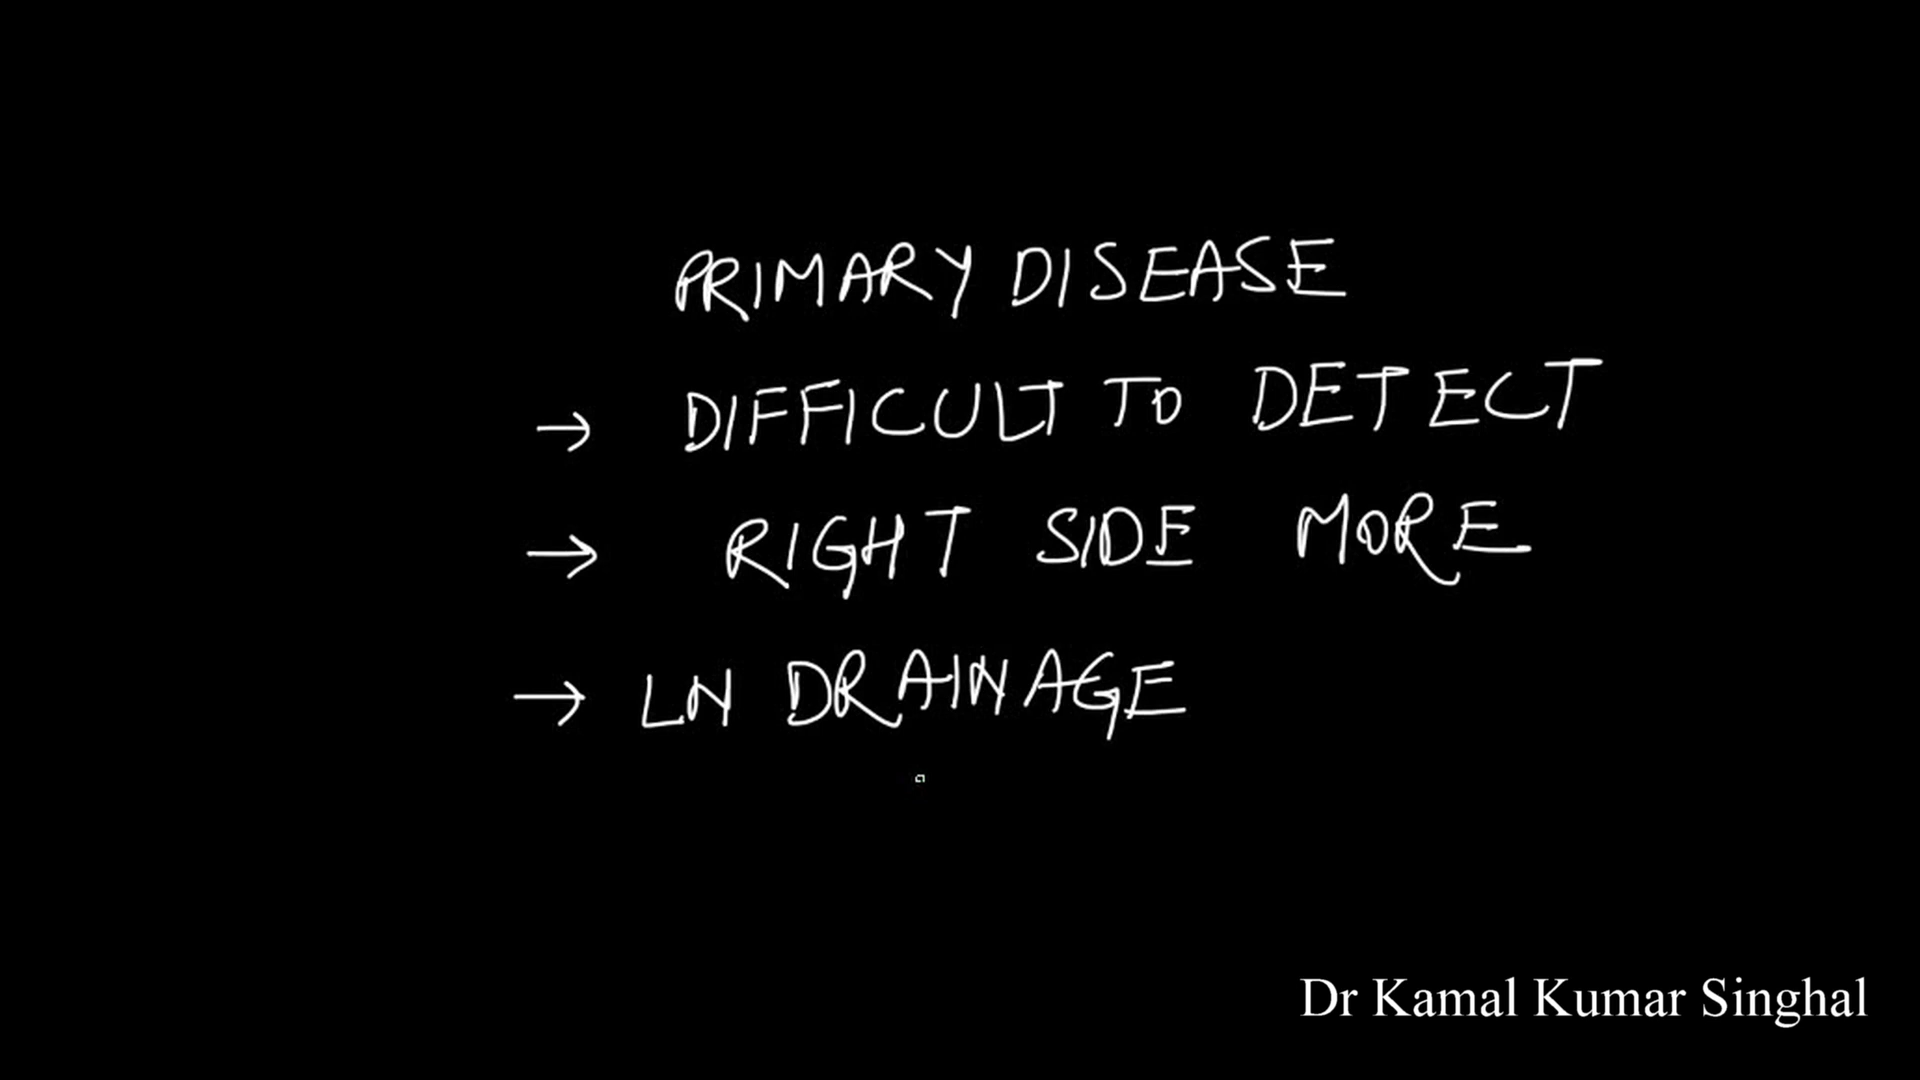 PRIMARY DISEASE
→ DIFFICULT TO DETECT
→ RIGHT SIDE MORE
→ LN DRAINAGE
Dr Kamal Kumar Singhal